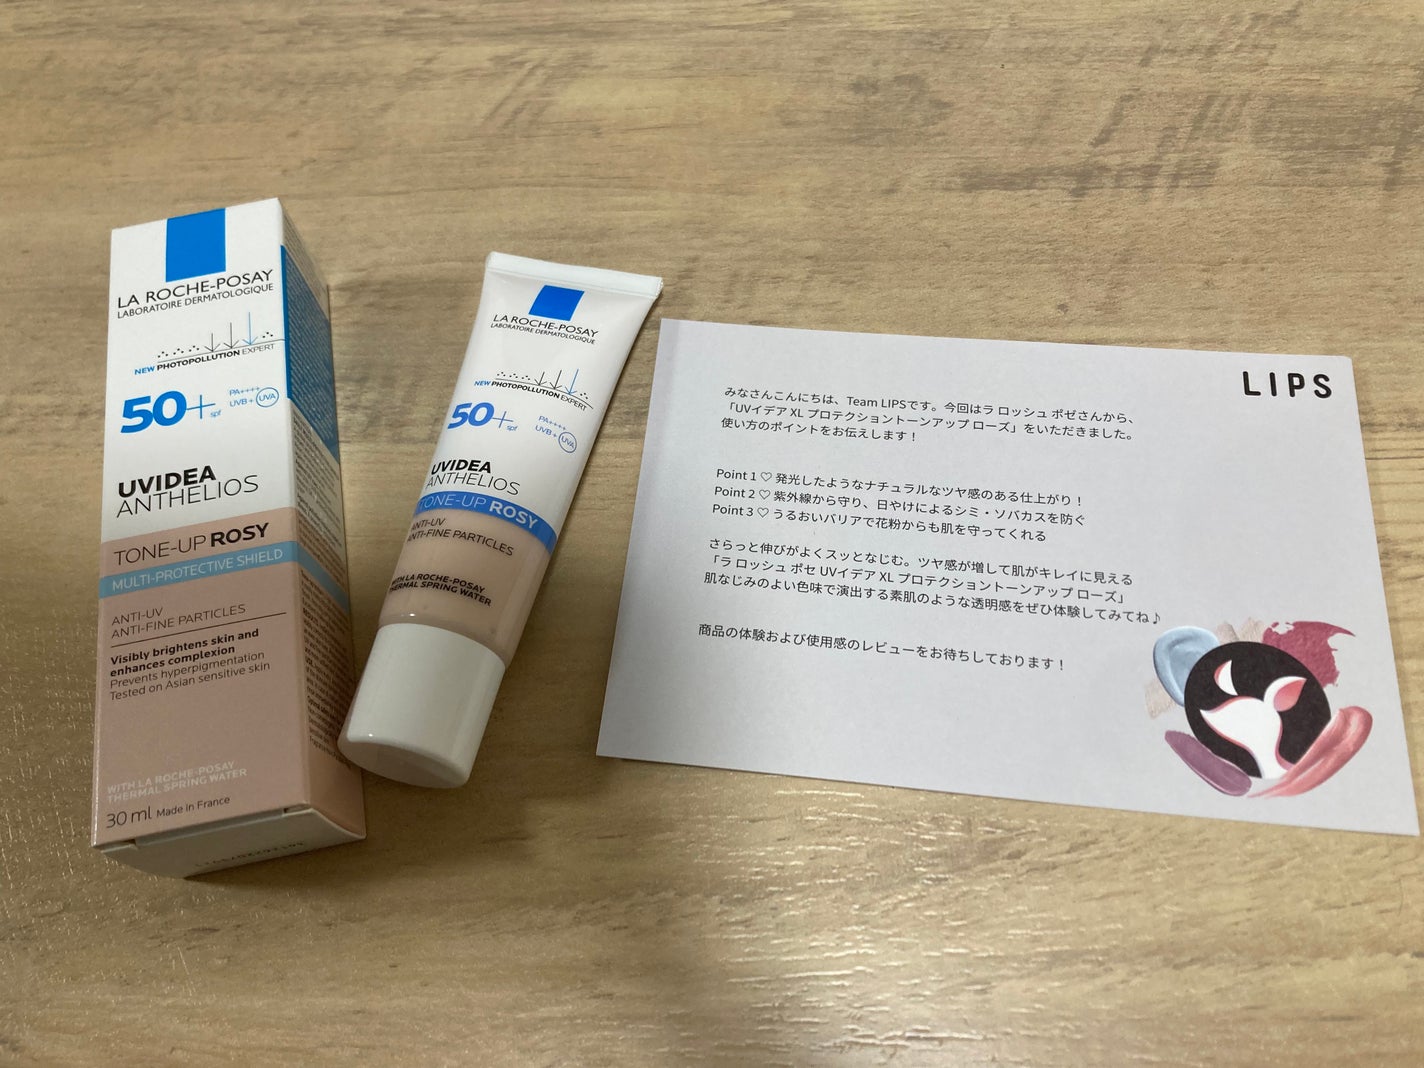 LA ROCHE-POSAY
LABORATOIRE DERMATOLOGIQUE
NEW PHOTOPOLLUTION EXPERT
50+ spf
PA++++
UVB + UVA
UVIDEA
ANTHELIOS
TONE-UP ROSY
MULTI-PROTECTIVE SHIELD
ANTI-UV
ANTI-FINE PARTICLES
Visibly brightens skin and
enhances complexion
Prevents hyperpigmentation
Tested on Asian sensitive skin
WITH LA ROCHE-POSAY
THERMAL SPRING WATER
30 ml Made in France
LA ROCHE-POSAY
LABORATOIRE DERMATOLOGIQUE
NEW PHOTOPOLLUTION EXPERT
50+ spf
PA++++
UVB + UVA
UVIDEA
ANTHELIOS
TONE-UP ROSY
ANTI-UV
ANTI-FINE PARTICLES
WITH LA ROCHE-POSAY
THERMAL SPRING WATER
LIPS
みなさんこんにちは、Team LIPSです。今回はラ ロッシュ ポゼさんから、
「UVイデア XL プロテクショントーンアップ ローズ」をいただきました。
使い方のポイントをお伝えします！
Point 1 ♡ 発光したようなナチュラルなツヤ感のある仕上がり！
Point 2 ♡ 紫外線から守り、日やけによるシミ・ソバカスを防ぐ
Point 3 ♡ うるおいバリアで花粉からも肌を守ってくれる
さらっと伸びがよくスッとなじむ。ツヤ感が増して肌がキレイに見える
「ラ ロッシュ ポゼ UVイデア XL プロテクショントーンアップ ローズ」
肌なじみのよい色味で演出する素肌のような透明感をぜひ体験してみてね♪
商品の体験および使用感のレビューをお待ちしております！